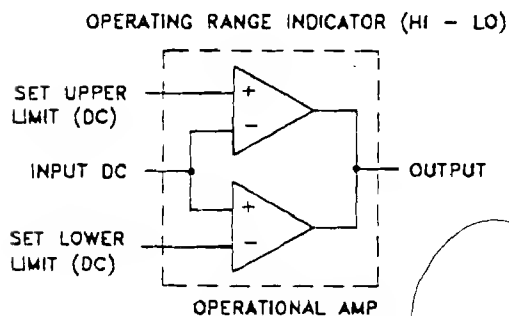 OPERATING RANGE INDICATOR (HI - LO)
SET UPPER
LIMIT (DC)
+
-
INPUT DC
OUTPUT
+
-
SET LOWER
LIMIT (DC)
OPERATIONAL AMP